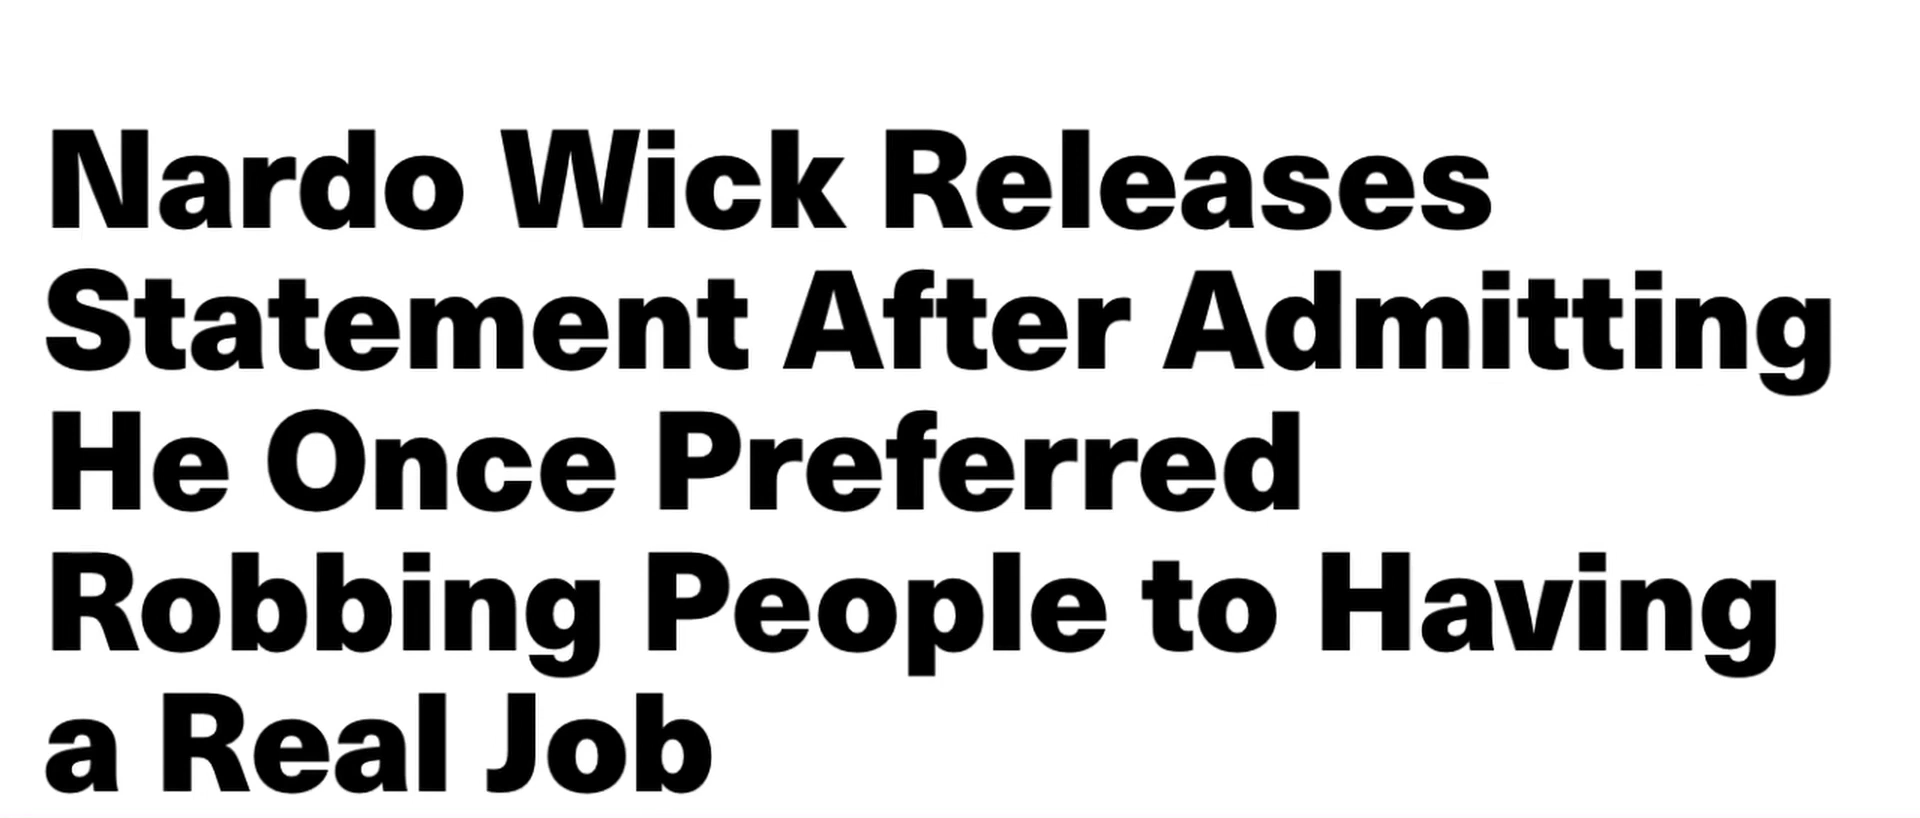 Nardo Wick Releases
Statement After Admitting
He Once Preferred
Robbing People to Having
a Real Job